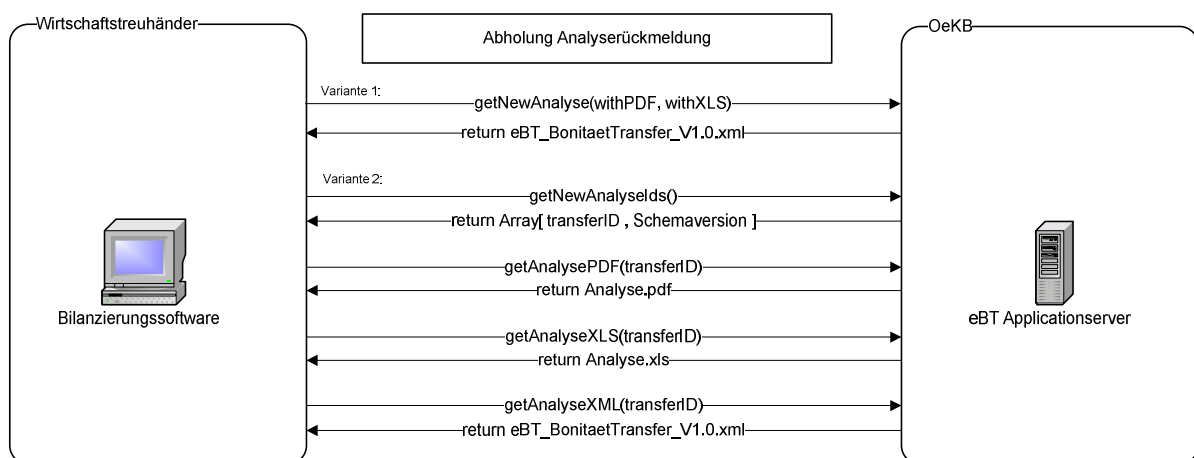 Wirtschaftstreuhänder
Abholung Analyserückmeldung
OeKB
Variante 1:
getNewAnalyse(withPDF, withXLS)
return eBT_BonitaetTransfer_V1.0.xml
Variante 2:
getNewAnalyseIds()
return Array[ transferID , Schemaversion ]
getAnalysePDF(transferID)
return Analyse.pdf
Bilanzierungssoftware
eBT Applicationserver
getAnalyseXLS(transferID)
return Analyse.xls
getAnalyseXML(transferID)
return eBT_BonitaetTransfer_V1.0.xml